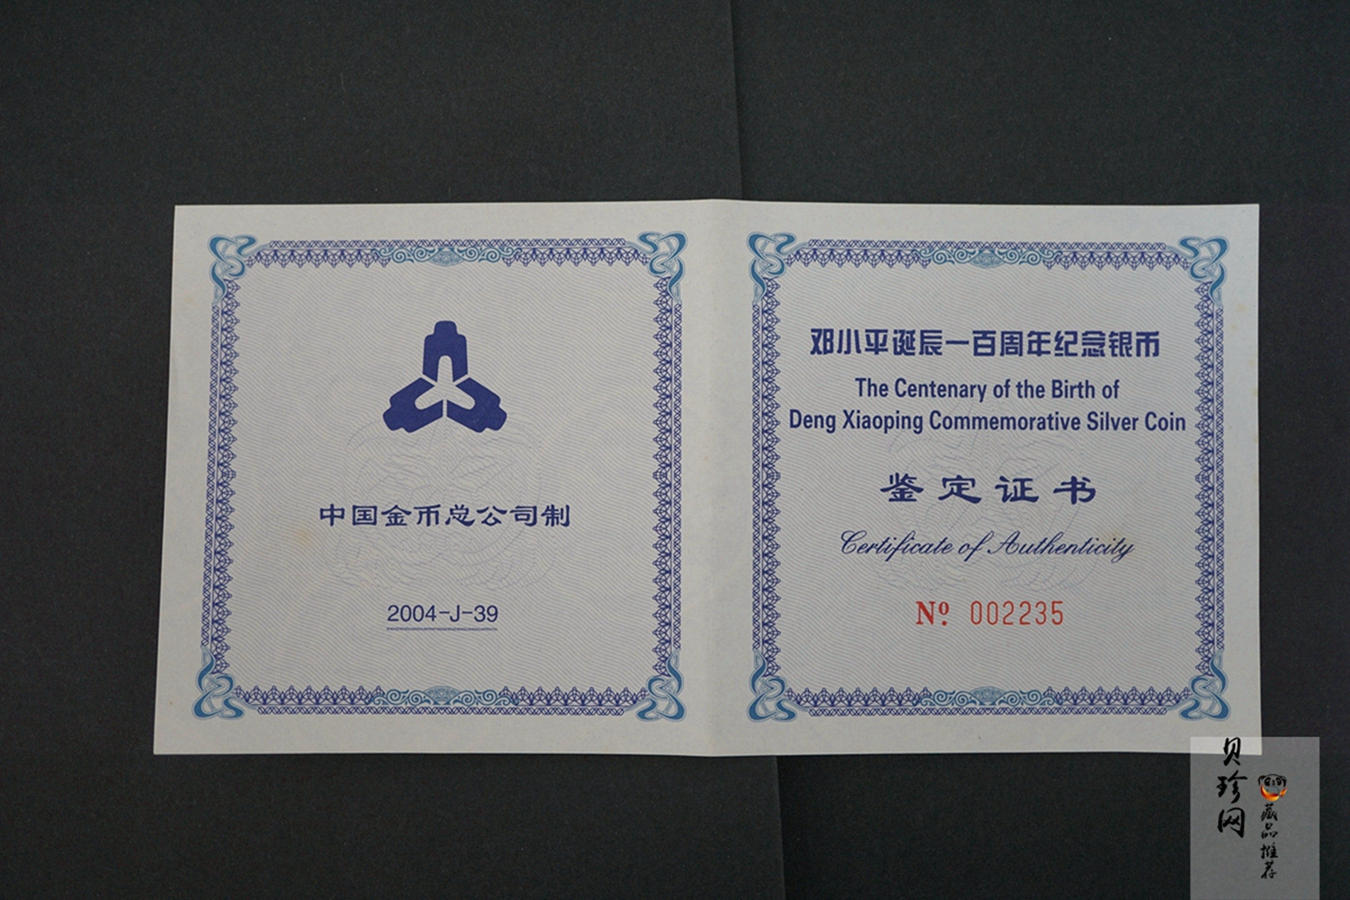 中国金币总公司制
2004-J-39
邓小平诞辰一百周年纪念银币
The Centenary of the Birth of
Deng Xiaoping Commemorative Silver Coin
鉴定证书
Certificate of Authenticity
Nº 002235
贝珍网
藏品推荐